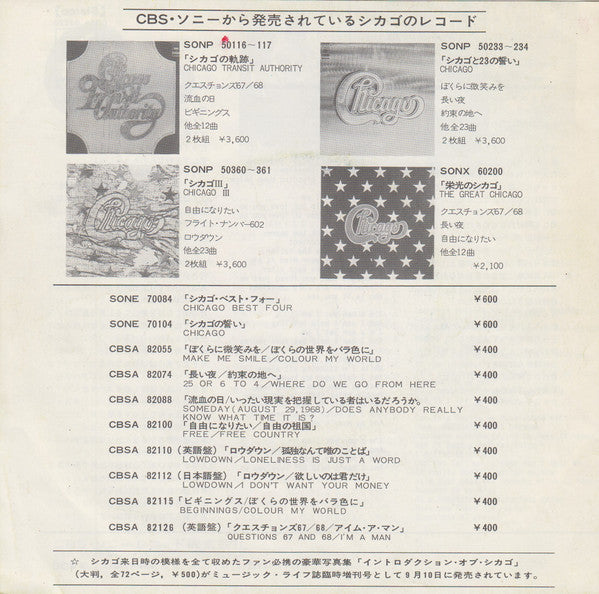 CBS・ソニーから発売されているシカゴのレコード
SONP 50116〜117
「シカゴの軌跡」
CHICAGO TRANSIT AUTHORITY
クエスチョンズ67／68
流血の日
ビギニングス
他全12曲
2枚組 ￥3,600
Chicago Transit Authority
SONP 50233〜234
「シカゴと23の誓い」
CHICAGO
ぼくらに微笑みを
長い夜
約束の地へ
他全23曲
2枚組 ￥3,600
Chicago
SONP 50360〜361
「シカゴⅢ」
CHICAGO Ⅲ
自由になりたい
フライト・ナンバー602
ロウダウン
他全23曲
2枚組 ￥3,600
Chicago
SONX 60200
「栄光のシカゴ」
THE GREAT CHICAGO
クエスチョンズ67／68
長い夜
自由になりたい
他全12曲
￥2,100
Chicago
SONE 70084 「シカゴ・ベスト・フォー」 ￥600
CHICAGO BEST FOUR
SONE 70104 「シカゴの誓い」 ￥600
CHICAGO
CBSA 82055 「ぼくらに微笑みを／ぼくらの世界をバラ色に」 ￥400
MAKE ME SMILE／COLOUR MY WORLD
CBSA 82074 「長い夜／約束の地へ」 ￥400
25 OR 6 TO 4／WHERE DO WE GO FROM HERE
CBSA 82088 「流血の日／いったい現実を把握している者はいるだろうか。 ￥400
SOMEDAY(AUGUST 29,1968)／DOES ANYBODY REALLY
KNOW WHAT TIME IT IS?
CBSA 82100 「自由になりたい／自由の祖国」 ￥400
FREE／FREE COUNTRY
CBSA 82110 (英語盤)「ロウダウン／孤独なんて唯のことば」 ￥400
LOWDOWN／LONELINESS IS JUST A WORD
CBSA 82112 (日本語盤)「ロウダウン／欲しいのは君だけ」 ￥400
LOWDOWN／I DON'T WANT YOUR MONEY
CBSA 82115「ビギニングス／ぼくらの世界をバラ色に」 ￥400
BEGINNINGS／COLOUR MY WORLD
CBSA 82126 (英語盤)「クエスチョンズ67／68／アイム・ア・マン」 ￥400
QUESTIONS 67 AND 68／I'M A MAN
☆ シカゴ来日時の模様を全て収めたファン必携の豪華写真集「イントロダクション・オブ・シカゴ」
(大判，全72ページ，￥500)がミュージック・ライフ誌臨時増刊号として9月10日に発売されています。